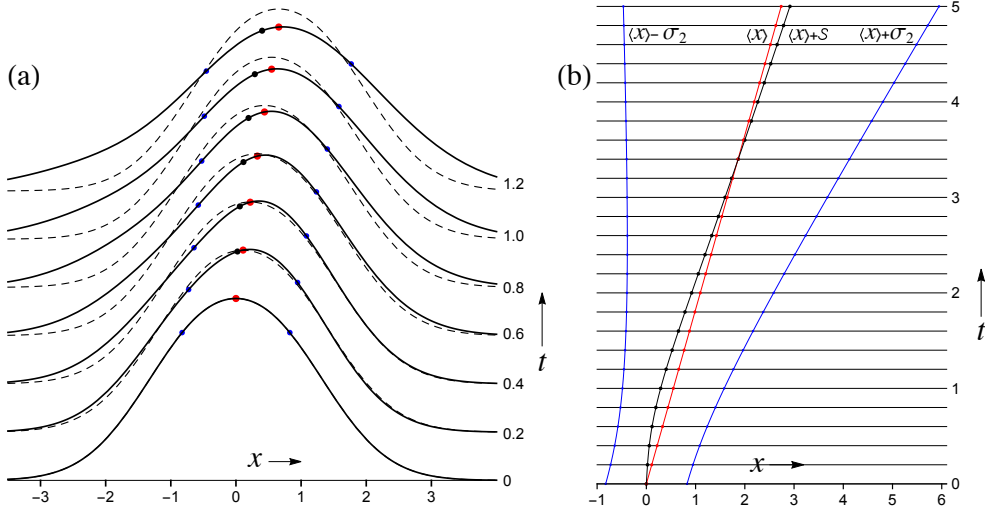 (a)
1.2
1.0
0.8
0.6
0.4
0.2
0
t
x
−3 −2 −1 0 1 2 3
(b)
⟨x⟩−σ₂ ⟨x⟩ ⟨x⟩+S ⟨x⟩+σ₂
5
4
3
2
1
0
t
x
−1 0 1 2 3 4 5 6